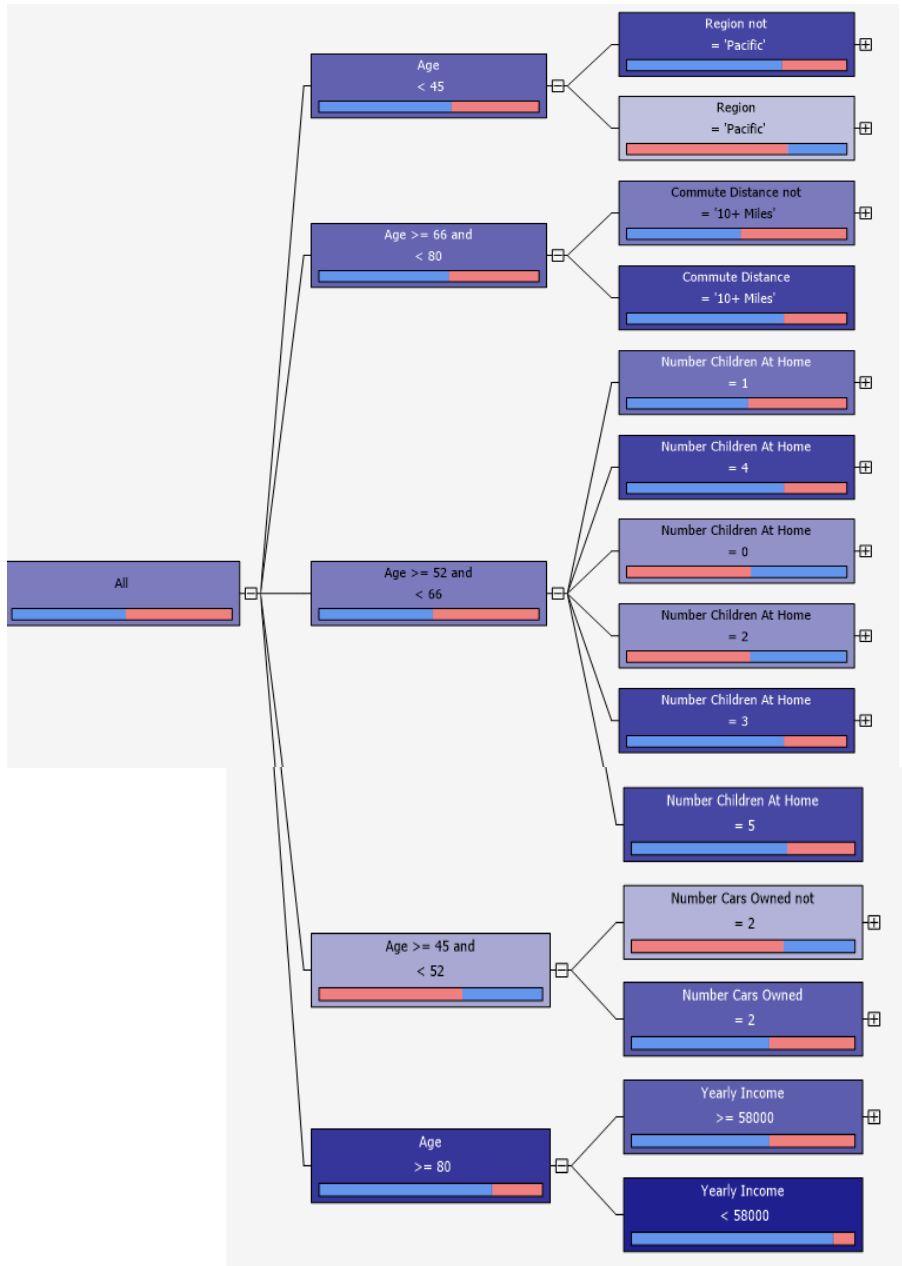 Region not
= 'Pacific'
Age
< 45
Region
= 'Pacific'
Commute Distance not
= '10+ Miles'
Age >= 66 and
< 80
Commute Distance
= '10+ Miles'
Number Children At Home
= 1
Number Children At Home
= 4
Number Children At Home
= 0
All
Age >= 52 and
< 66
Number Children At Home
= 2
Number Children At Home
= 3
Number Children At Home
= 5
Number Cars Owned not
= 2
Age >= 45 and
< 52
Number Cars Owned
= 2
Yearly Income
>= 58000
Age
>= 80
Yearly Income
< 58000